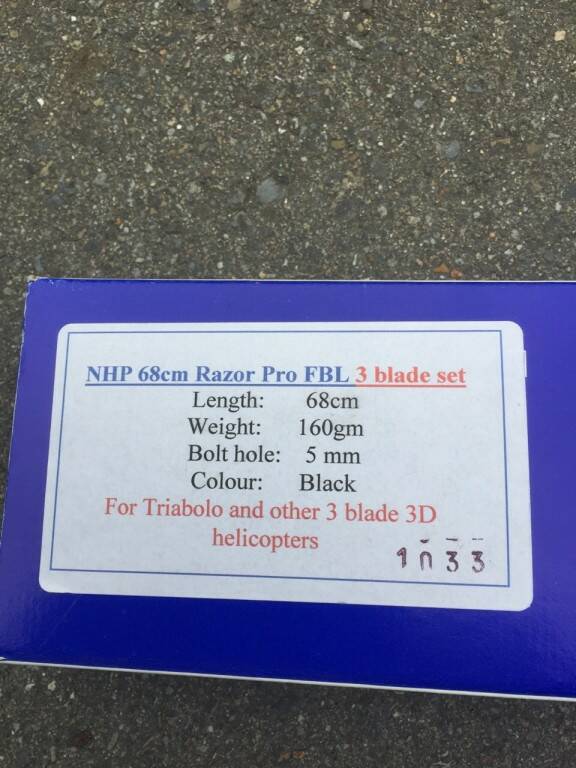 NHP 68cm Razor Pro FBL 3 blade set
Length: 68cm
Weight: 160gm
Bolt hole: 5 mm
Colour: Black
For Triabolo and other 3 blade 3D
helicopters
1033